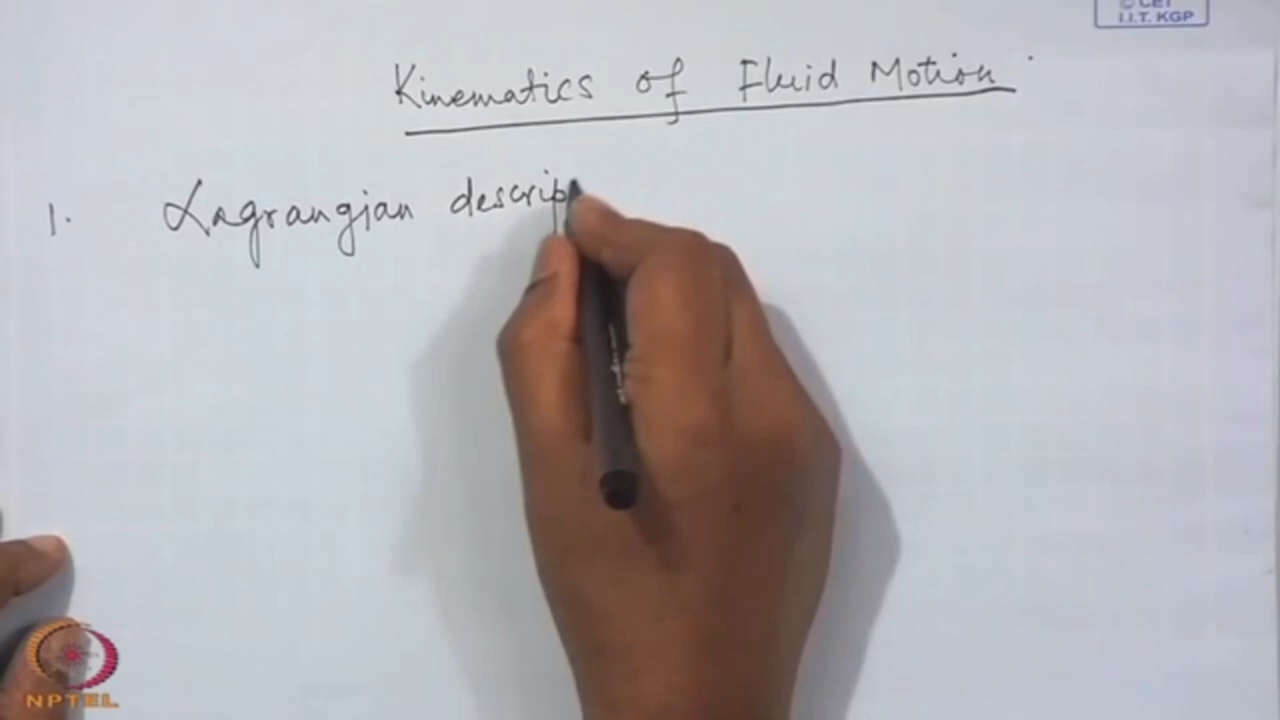 © CET
I.I.T. KGP
Kinematics of Fluid Motion
1. Lagrangian descrip
NPTEL